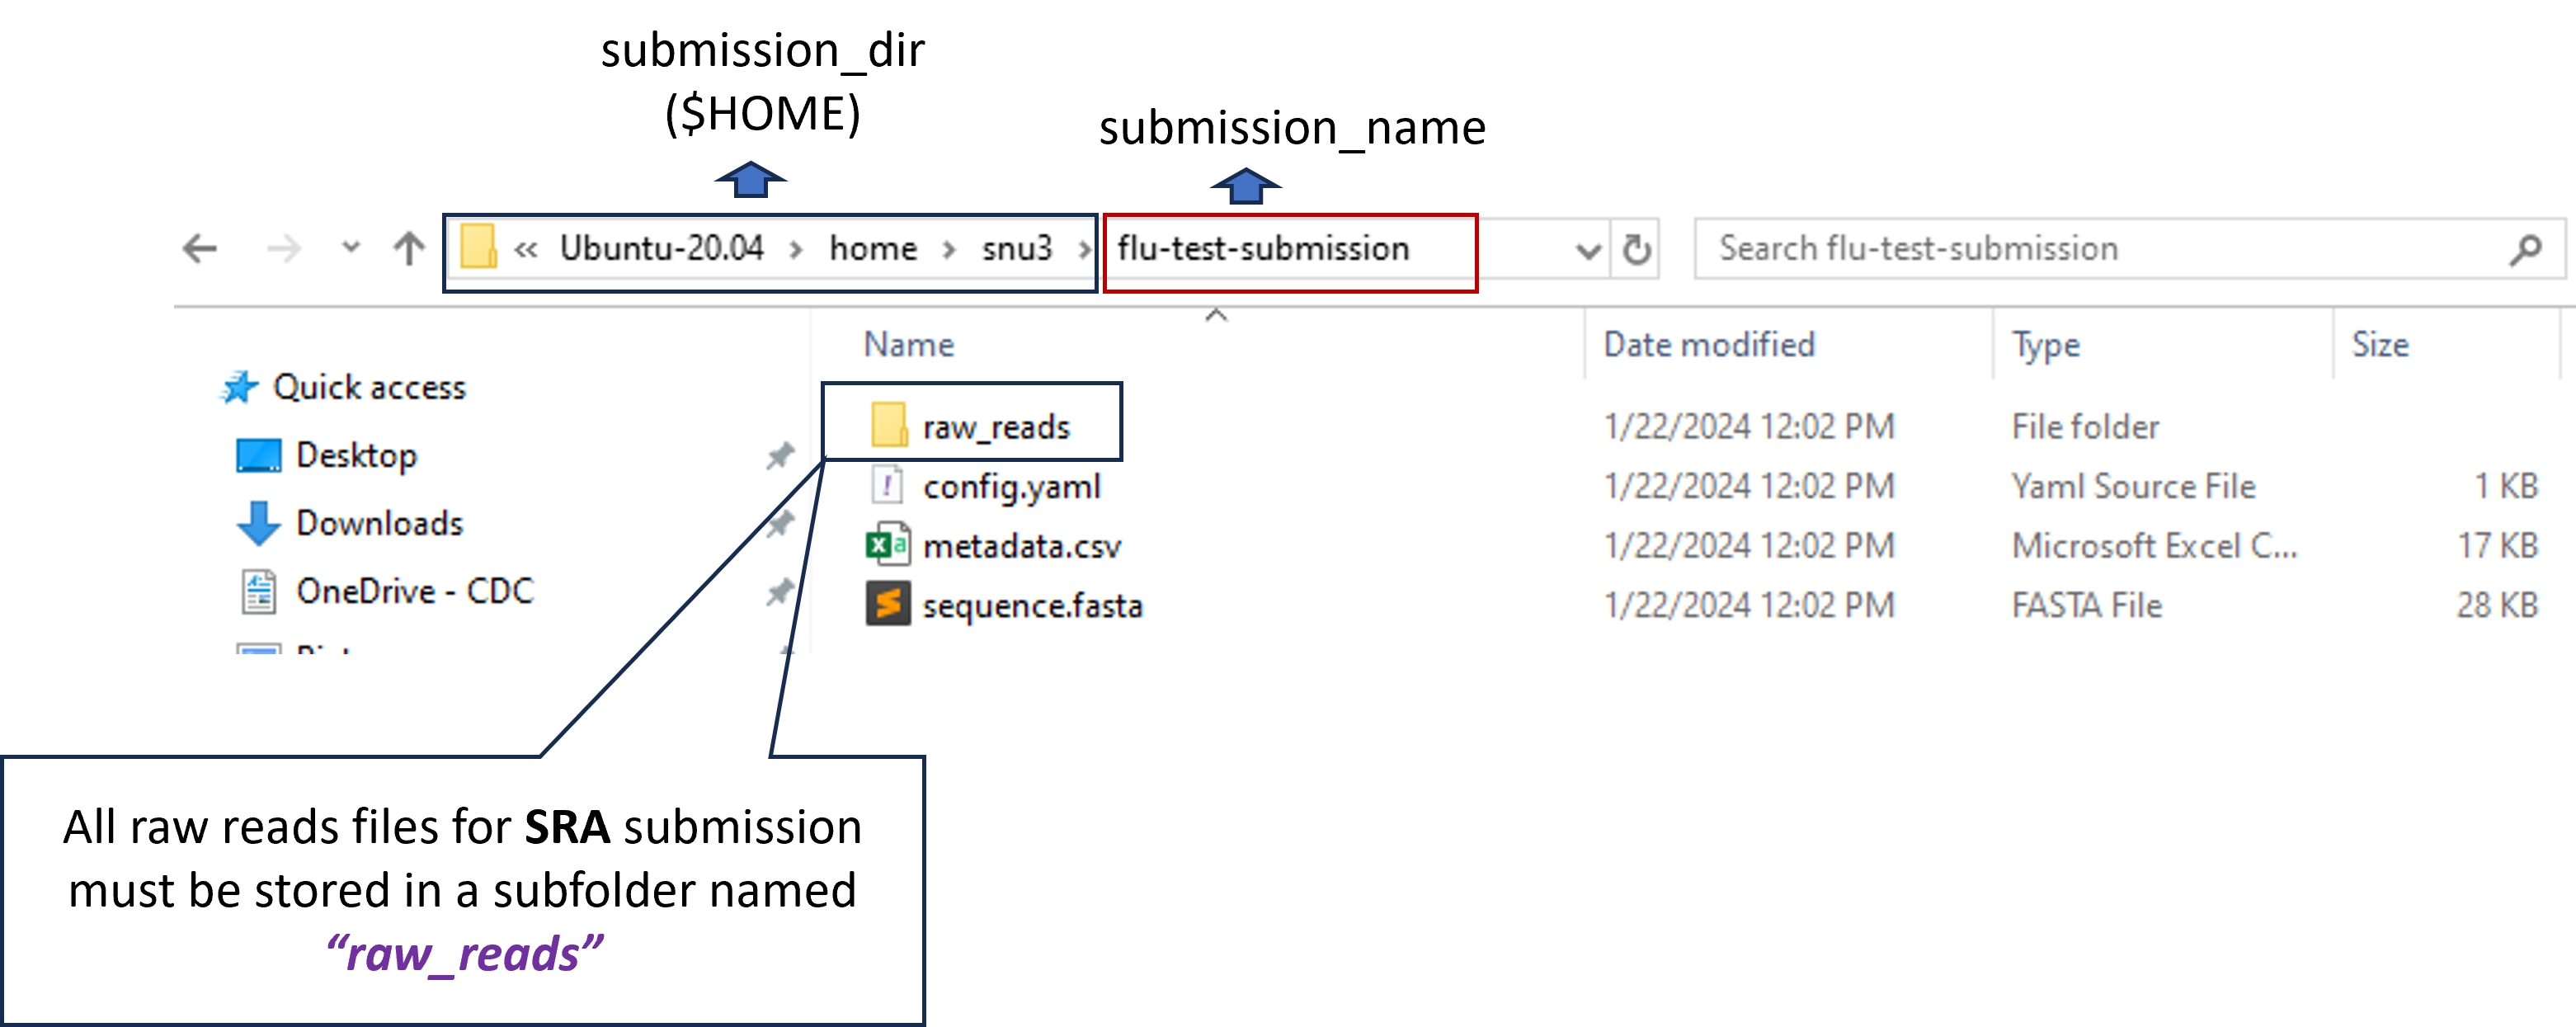 submission_dir
($HOME)
submission_name
« Ubuntu-20.04 › home › snu3 › flu-test-submission
Search flu-test-submission
Name Date modified Type Size
Quick access
Desktop
Downloads
OneDrive - CDC
raw_reads 1/22/2024 12:02 PM File folder
config.yaml 1/22/2024 12:02 PM Yaml Source File 1 KB
metadata.csv 1/22/2024 12:02 PM Microsoft Excel C... 17 KB
sequence.fasta 1/22/2024 12:02 PM FASTA File 28 KB
All raw reads files for SRA submission
must be stored in a subfolder named
“raw_reads”